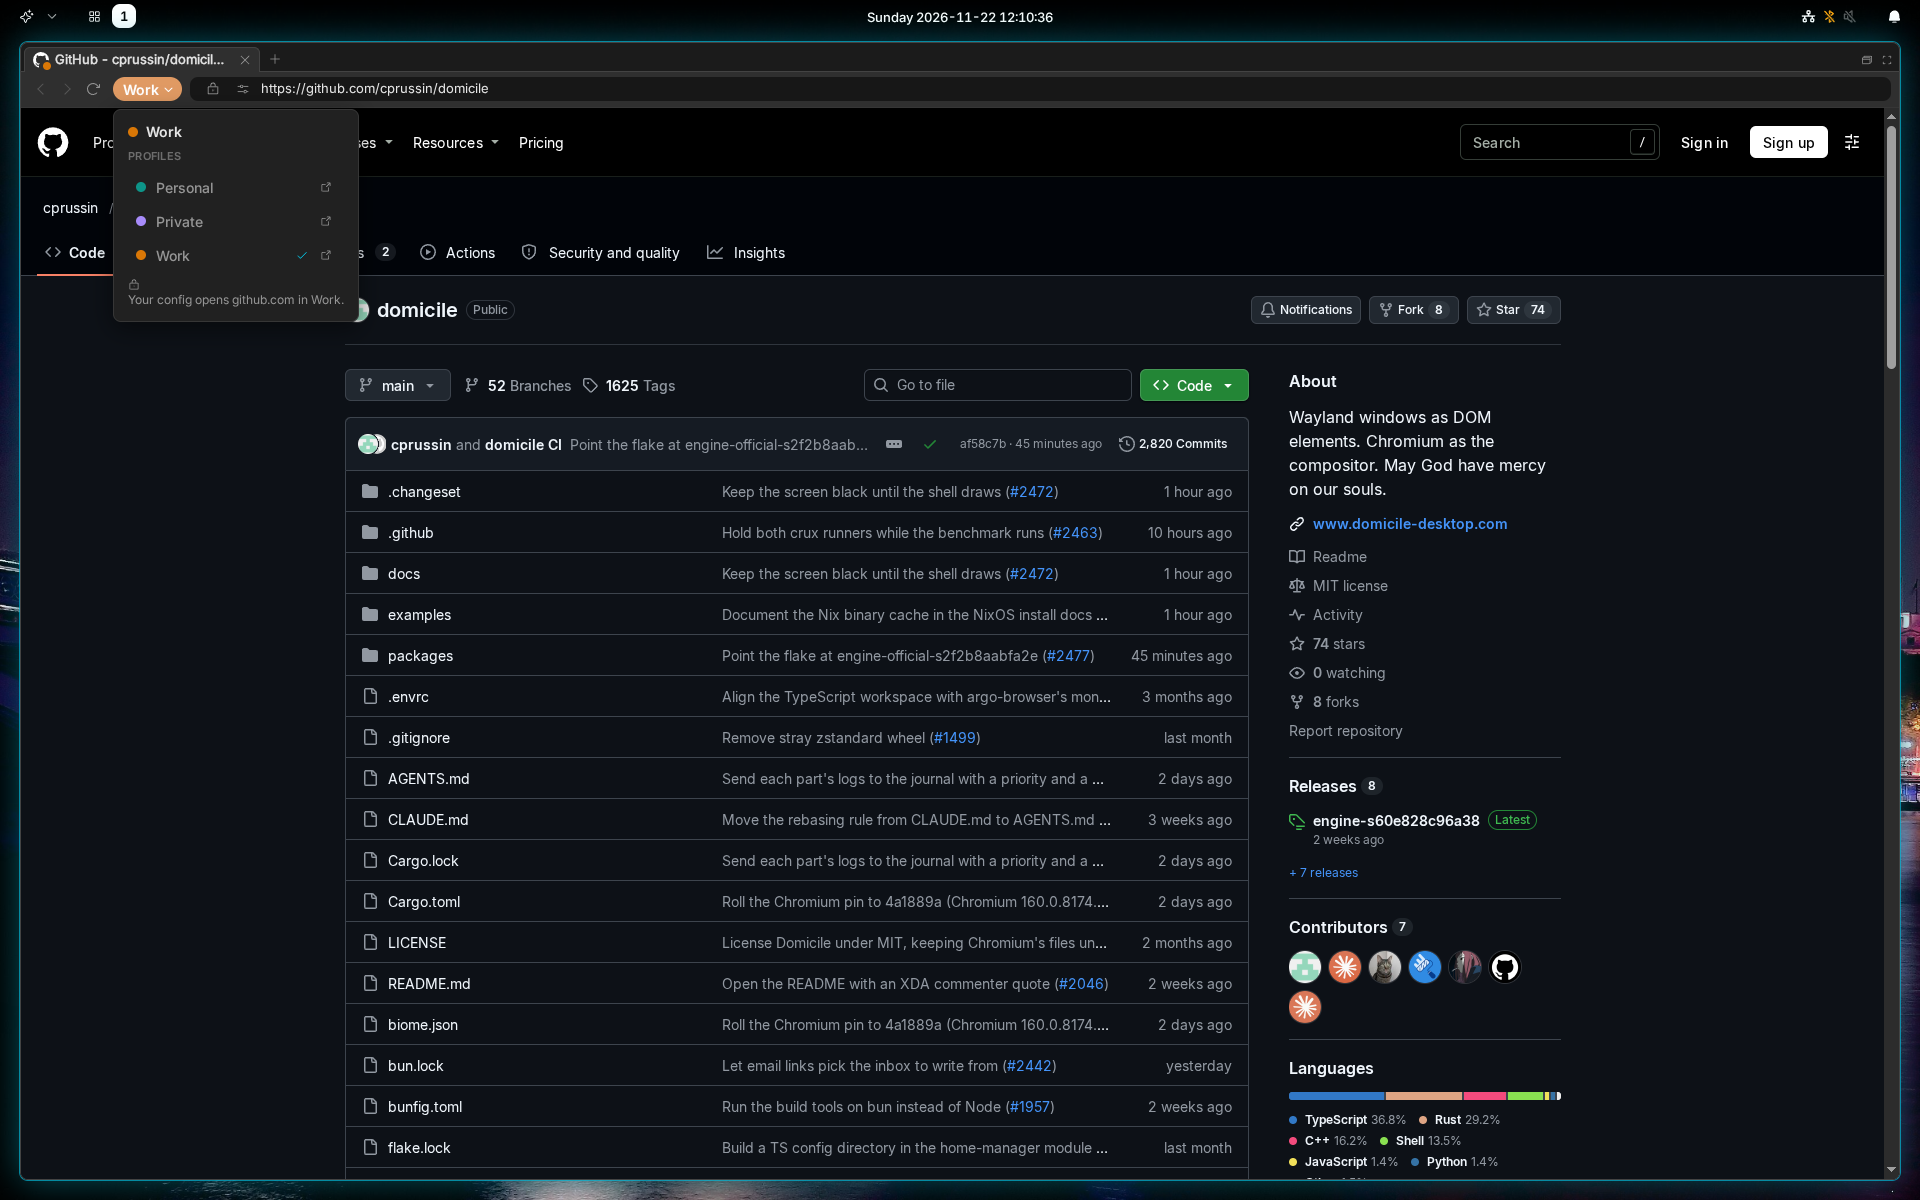 1
Sunday 2026-11-22 12:10:36
GitHub - cprussin/domicil...
Work
https://github.com/cprussin/domicile
Work
PROFILES
Personal
Private
Work
Your config opens github.com in Work.
Resources
Pricing
Search
/
Sign in
Sign up
cprussin /
Code
2
Actions
Security and quality
Insights
domicile
Public
Notifications
Fork 8
Star 74
main
52 Branches
1625 Tags
Go to file
Code
cprussin and domicile CI Point the flake at engine-official-s2f2b8aab...
af58c7b · 45 minutes ago
2,820 Commits
.changeset Keep the screen black until the shell draws (#2472) 1 hour ago
.github Hold both crux runners while the benchmark runs (#2463) 10 hours ago
docs Keep the screen black until the shell draws (#2472) 1 hour ago
examples Document the Nix binary cache in the NixOS install docs ... 1 hour ago
packages Point the flake at engine-official-s2f2b8aabfa2e (#2477) 45 minutes ago
.envrc Align the TypeScript workspace with argo-browser's mon... 3 months ago
.gitignore Remove stray zstandard wheel (#1499) last month
AGENTS.md Send each part's logs to the journal with a priority and a ... 2 days ago
CLAUDE.md Move the rebasing rule from CLAUDE.md to AGENTS.md ... 3 weeks ago
Cargo.lock Send each part's logs to the journal with a priority and a ... 2 days ago
Cargo.toml Roll the Chromium pin to 4a1889a (Chromium 160.0.8174.... 2 days ago
LICENSE License Domicile under MIT, keeping Chromium's files un... 2 months ago
README.md Open the README with an XDA commenter quote (#2046) 2 weeks ago
biome.json Roll the Chromium pin to 4a1889a (Chromium 160.0.8174.... 2 days ago
bun.lock Let email links pick the inbox to write from (#2442) yesterday
bunfig.toml Run the build tools on bun instead of Node (#1957) 2 weeks ago
flake.lock Build a TS config directory in the home-manager module ... last month
About
Wayland windows as DOM
elements. Chromium as the
compositor. May God have mercy
on our souls.
www.domicile-desktop.com
Readme
MIT license
Activity
74 stars
0 watching
8 forks
Report repository
Releases 8
engine-s60e828c96a38 Latest
2 weeks ago
+ 7 releases
Contributors 7
Languages
TypeScript 36.8% Rust 29.2%
C++ 16.2% Shell 13.5%
JavaScript 1.4% Python 1.4%